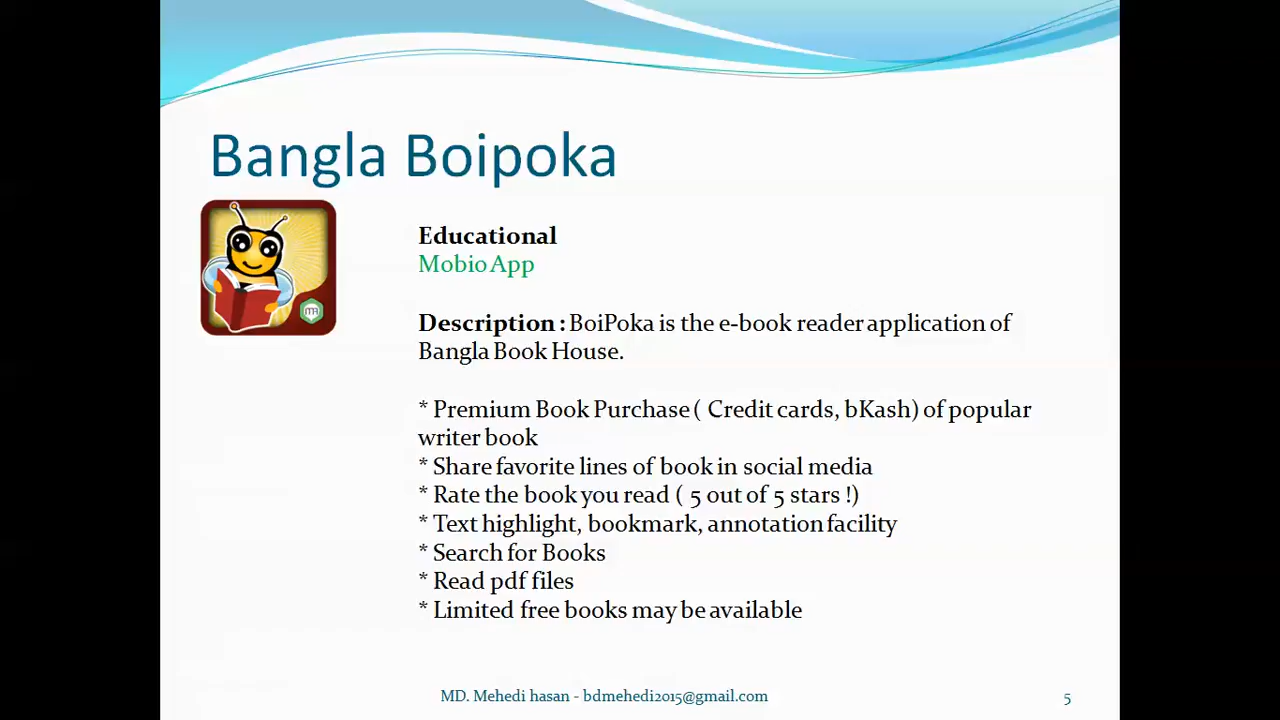 Bangla Boipoka
Educational
Mobio App
Description : BoiPoka is the e-book reader application of
Bangla Book House.
* Premium Book Purchase ( Credit cards, bKash) of popular
writer book
* Share favorite lines of book in social media
* Rate the book you read ( 5 out of 5 stars !)
* Text highlight, bookmark, annotation facility
* Search for Books
* Read pdf files
* Limited free books may be available
MD. Mehedi hasan - bdmehedi2015@gmail.com
5